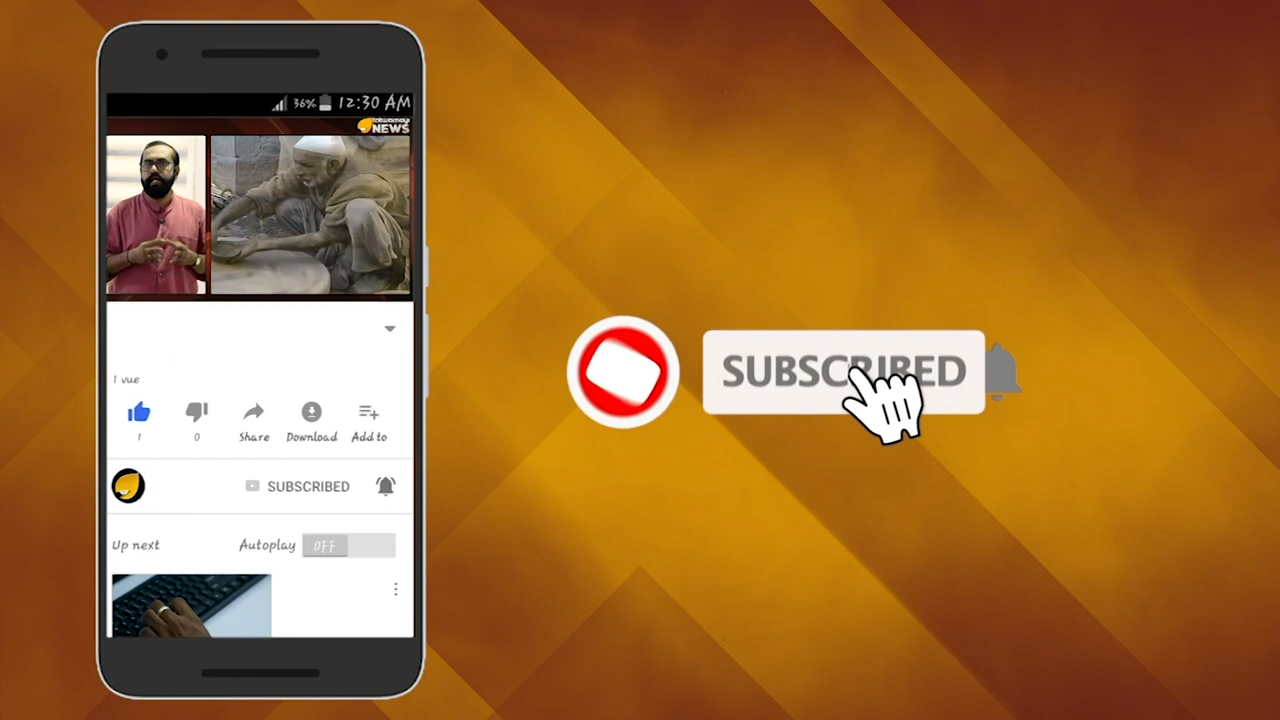 36% 12:30 AM
NEWS
1 vue
1
0
Share
Download
Add to
SUBSCRIBED
Up next
Autoplay
OFF
SUBSCRIBED